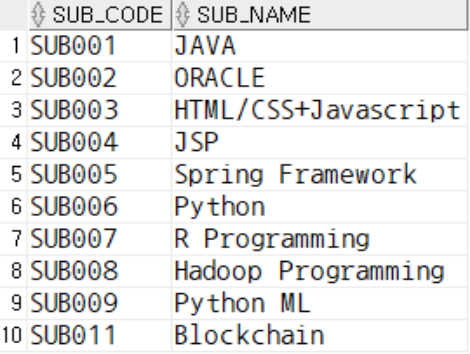 SUB_CODE SUB_NAME
1 SUB001 JAVA
2 SUB002 ORACLE
3 SUB003 HTML/CSS+Javascript
4 SUB004 JSP
5 SUB005 Spring Framework
6 SUB006 Python
7 SUB007 R Programming
8 SUB008 Hadoop Programming
9 SUB009 Python ML
10 SUB011 Blockchain